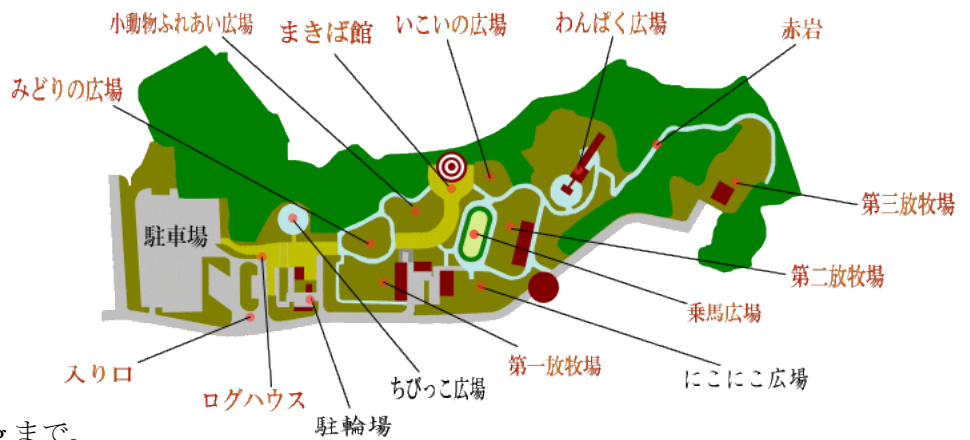 小動物ふれあい広場
まきば館
いこいの広場
わんぱく広場
赤岩
みどりの広場
駐車場
第三放牧場
第二放牧場
乗馬広場
第一放牧場
にこにこ広場
入り口
ログハウス
ちびっこ広場
駐輪場
まで。